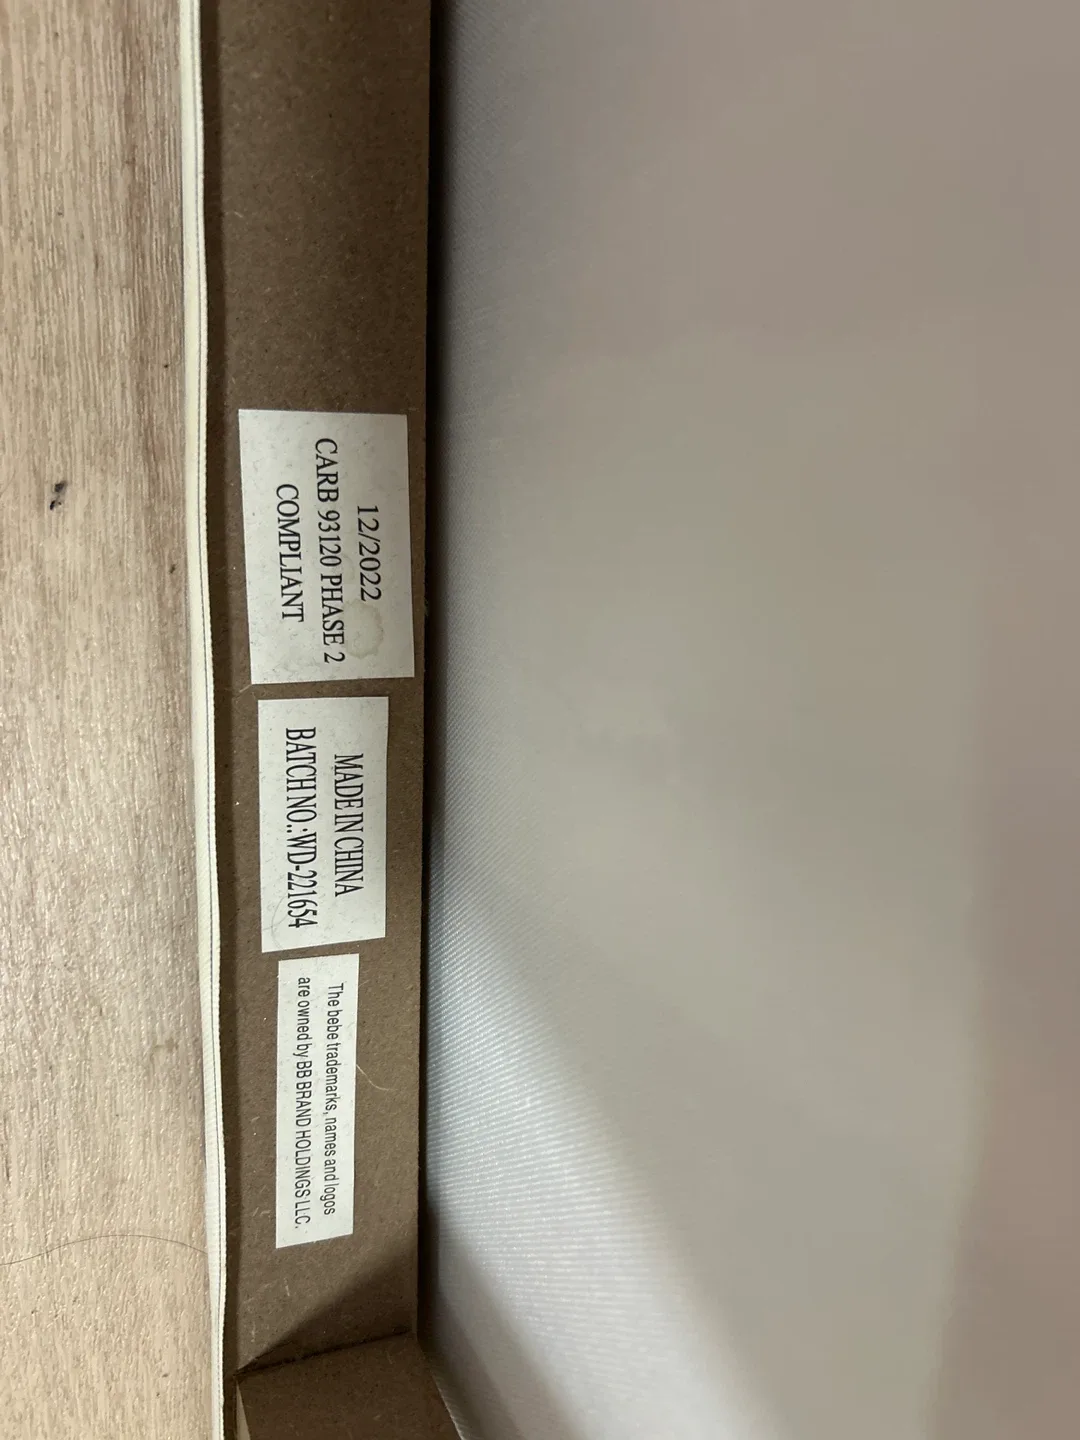 12/2022
CARB 93120 PHASE 2
COMPLIANT
MADE IN CHINA
BATCH NO.:WD-221654
The bebe trademarks, names and logos
are owned by BB BRAND HOLDINGS LLC.